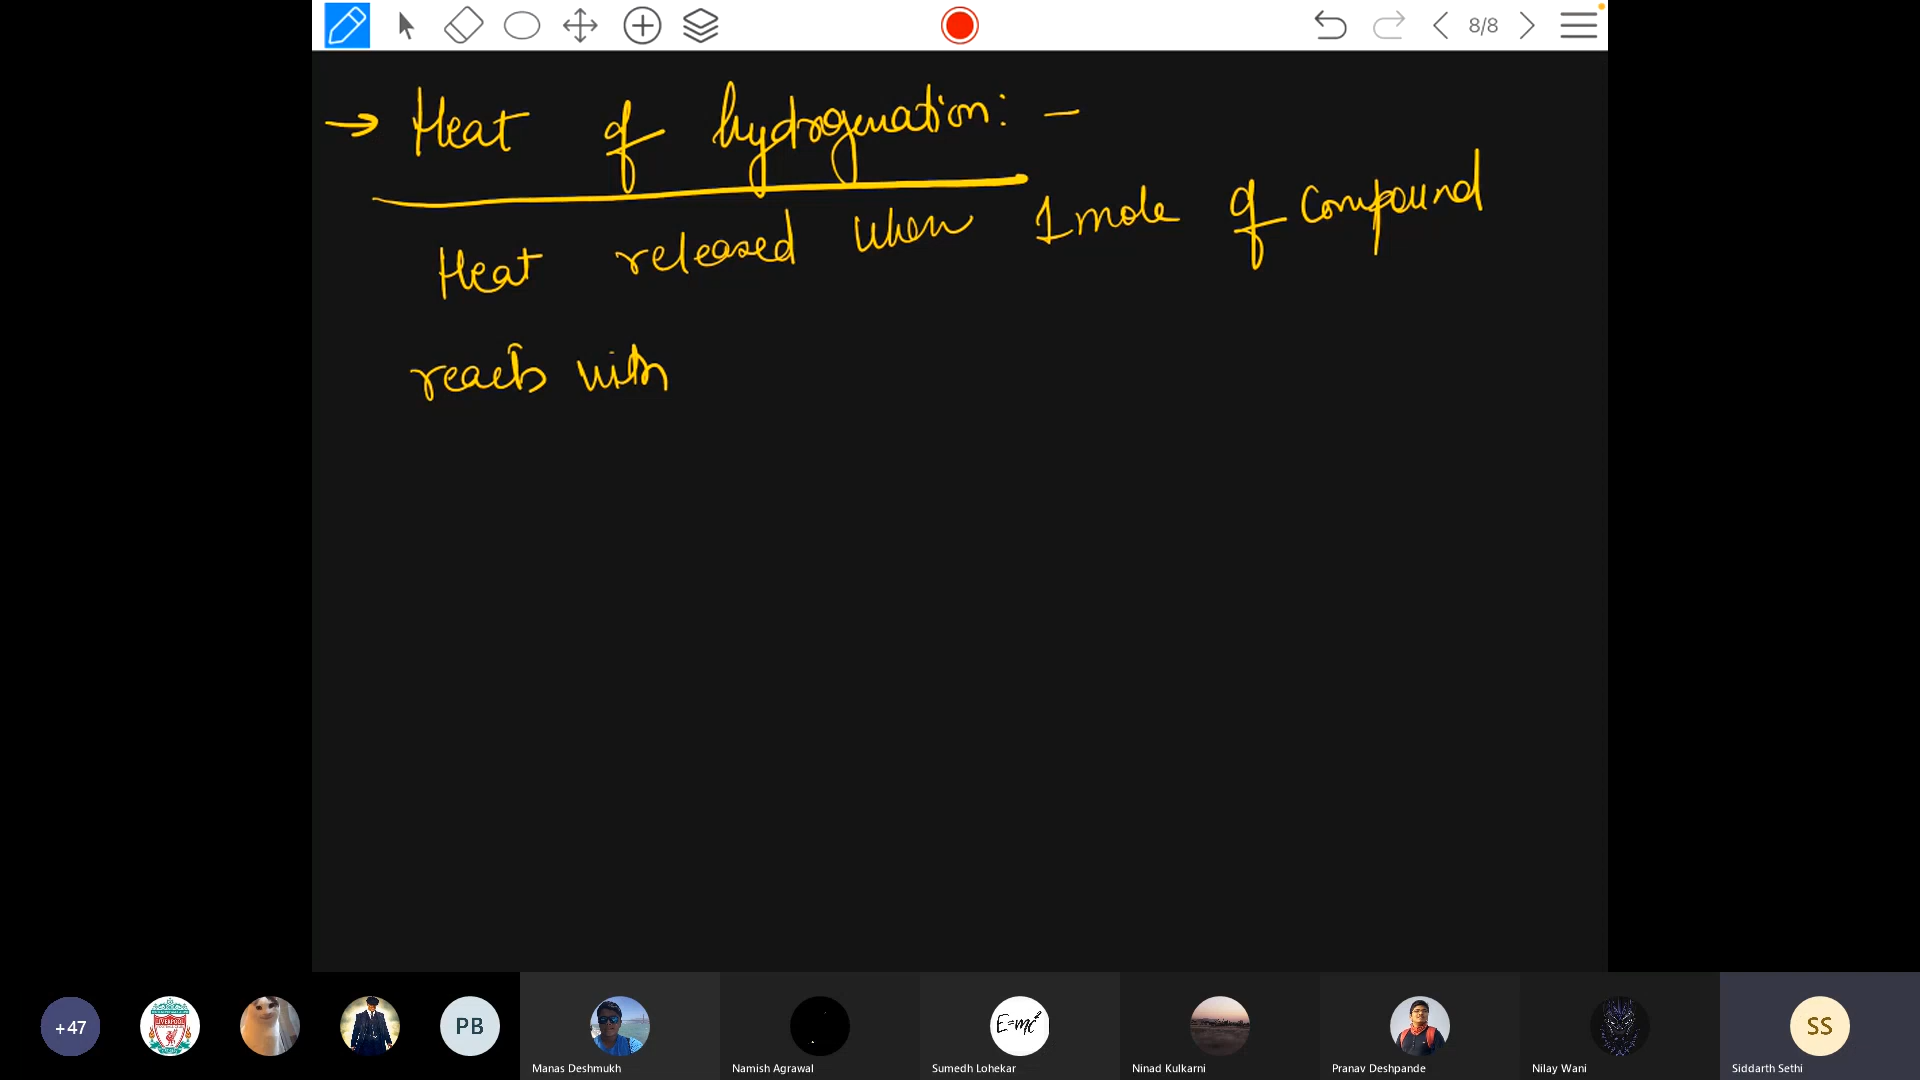 8/8
→ Heat of hydrogenation: –
Heat released when 1 mole of compound
reacts with
+47
LIVERPOOL
PB
E=mc²
SS
Manas Deshmukh
Namish Agrawal
Sumedh Lohekar
Ninad Kulkarni
Pranav Deshpande
Nilay Wani
Siddarth Sethi